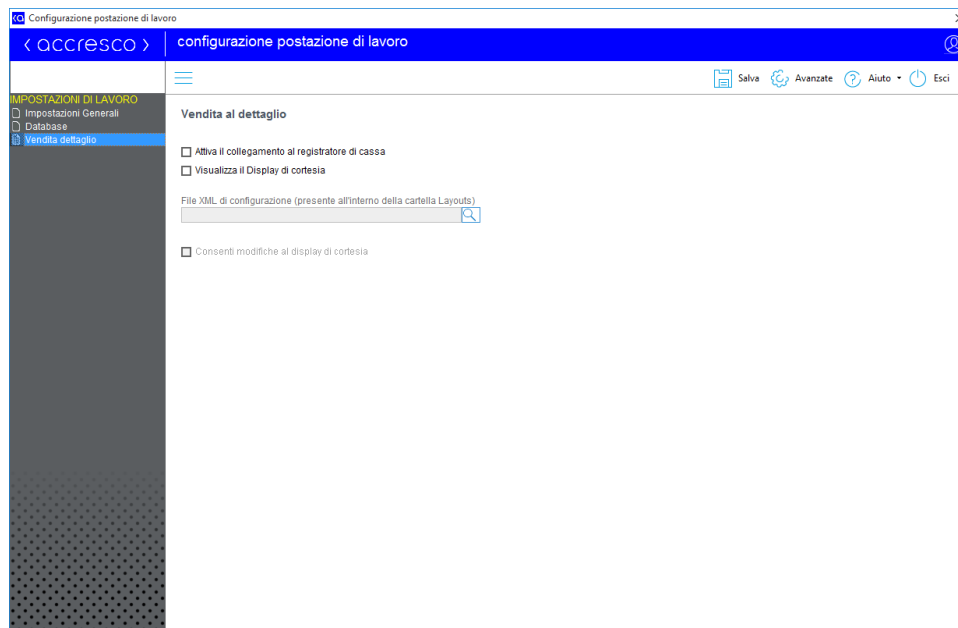 Configurazione postazione di lavoro
‹ accresco ›
configurazione postazione di lavoro
Salva Avanzate Aiuto Esci
IMPOSTAZIONI DI LAVORO
Impostazioni Generali
Database
Vendita dettaglio
Vendita al dettaglio
Attiva il collegamento al registratore di cassa
Visualizza il Display di cortesia
File XML di configurazione (presente all'interno della cartella Layouts)
Consenti modifiche al display di cortesia